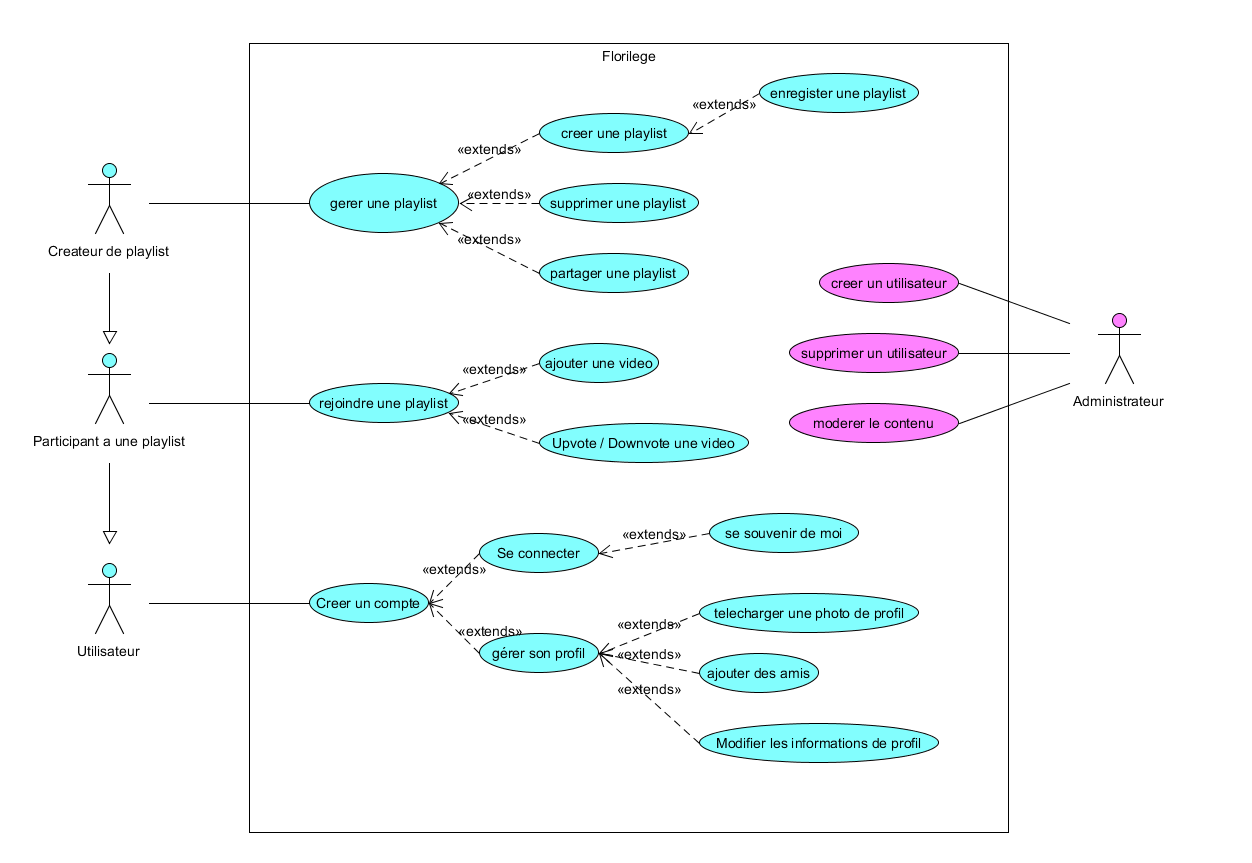 Florilege
enregister une playlist
«extends»
creer une playlist
«extends»
gerer une playlist
«extends»
supprimer une playlist
«extends»
partager une playlist
Createur de playlist
creer un utilisateur
supprimer un utilisateur
moderer le contenu
Administrateur
ajouter une video
«extends»
rejoindre une playlist
«extends»
Upvote / Downvote une video
Participant a une playlist
se souvenir de moi
«extends»
Se connecter
«extends»
Creer un compte
«extends»
gérer son profil
«extends»
telecharger une photo de profil
«extends»
ajouter des amis
«extends»
Modifier les informations de profil
Utilisateur